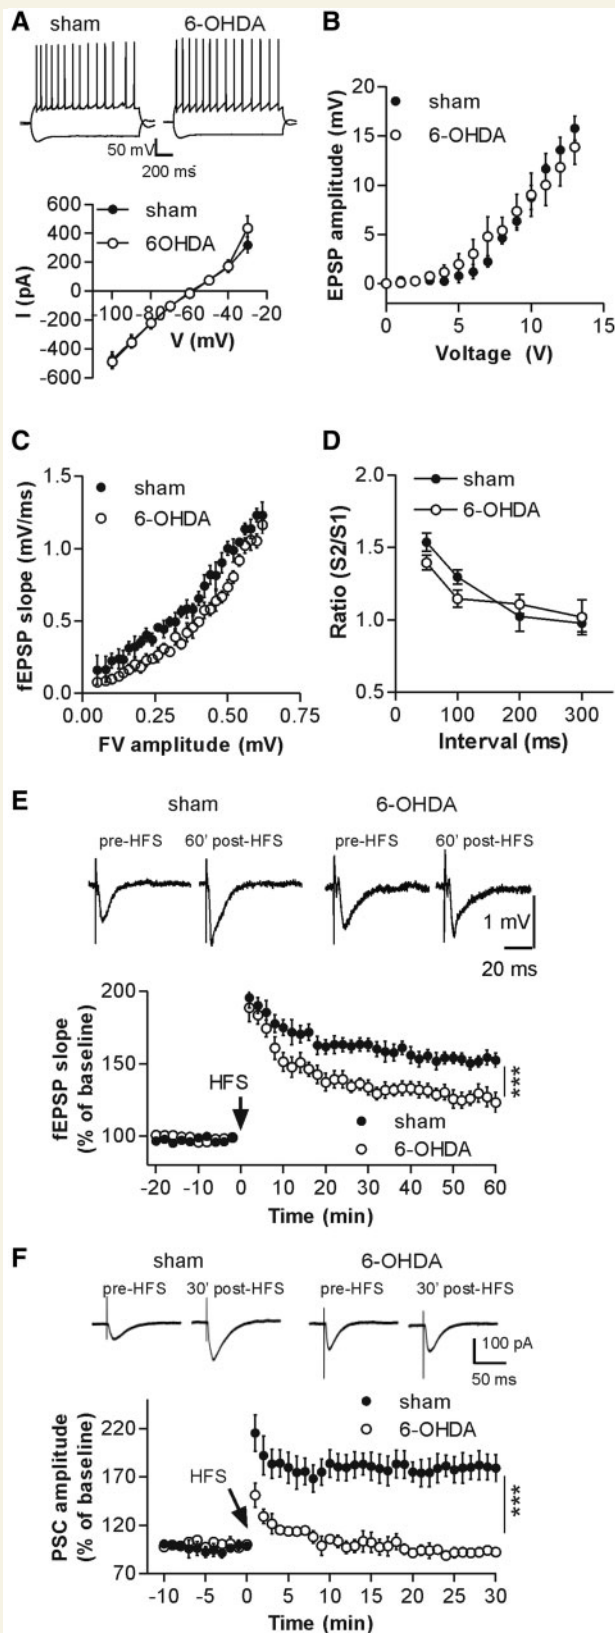 A
sham 6-OHDA
50 mV
200 ms
600
400
200
0
-200
-400
-600
I (pA)
sham
6OHDA
-100 -80 -60 -40 -20
V (mV)
B
20
15
10
5
0
EPSP amplitude (mV)
sham
6-OHDA
0 5 10 15
Voltage (V)
C
1.5
1.0
0.5
0.0
fEPSP slope (mV/ms)
sham
6-OHDA
0.00 0.25 0.50 0.75
FV amplitude (mV)
D
2.0
1.5
1.0
0.5
Ratio (S2/S1)
sham
6-OHDA
0 100 200 300
Interval (ms)
E
sham 6-OHDA
pre-HFS 60' post-HFS pre-HFS 60' post-HFS
1 mV
20 ms
200
150
100
fEPSP slope
(% of baseline)
HFS
***
sham
6-OHDA
-20 -10 0 10 20 30 40 50 60
Time (min)
F
sham 6-OHDA
pre-HFS 30' post-HFS pre-HFS 30' post-HFS
100 pA
50 ms
sham
6-OHDA
220
170
120
70
PSC amplitude
(% of baseline)
HFS
***
-10 -5 0 5 10 15 20 25 30
Time (min)